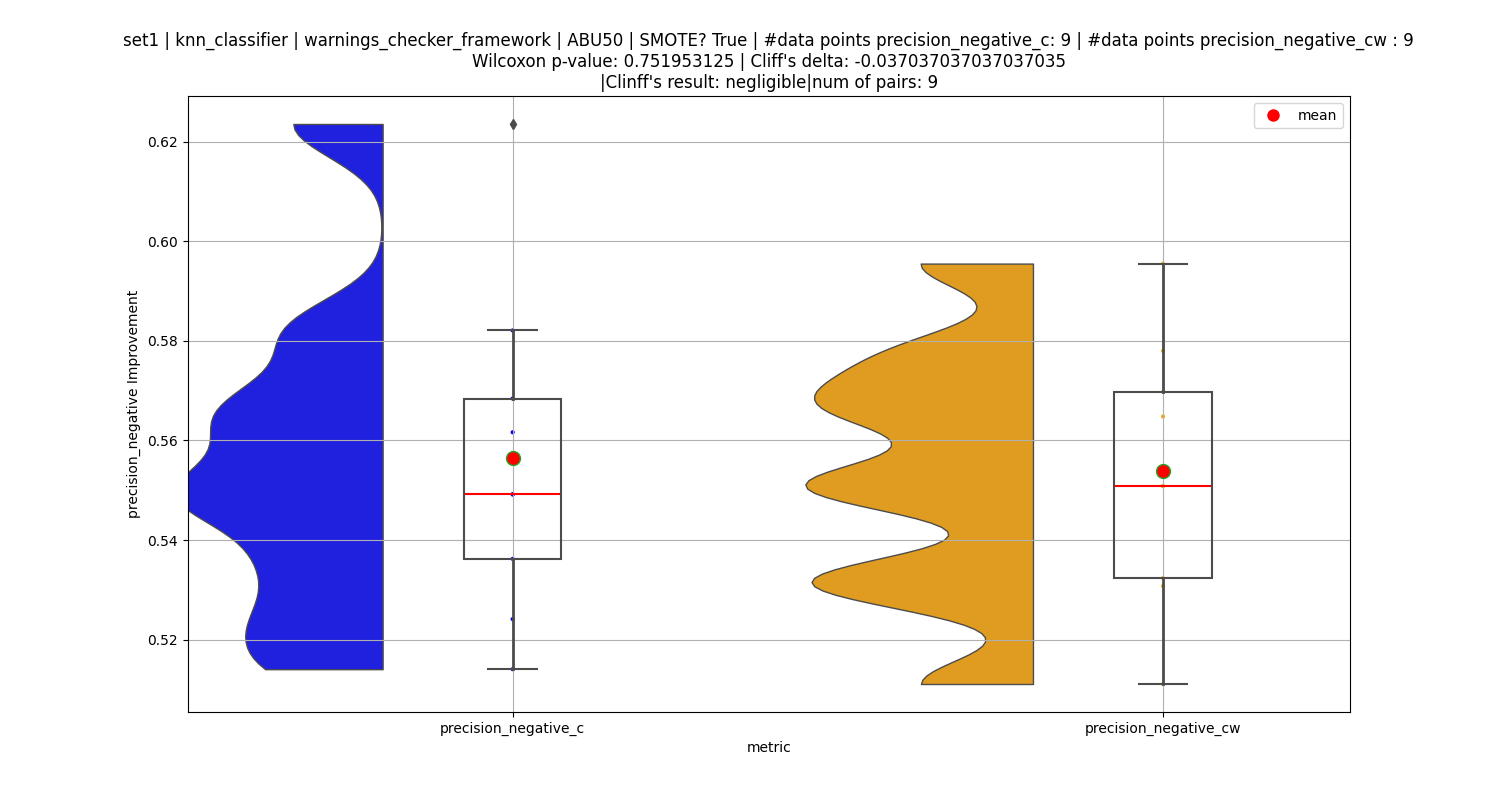 set1 | knn_classifier | warnings_checker_framework | ABU50 | SMOTE? True | #data points precision_negative_c: 9 | #data points precision_negative_cw : 9
Wilcoxon p-value: 0.751953125 | Cliff's delta: -0.037037037037037035
|Clinff's result: negligible|num of pairs: 9
mean
0.62
0.60
0.58
0.56
0.54
0.52
precision_negative Improvement
precision_negative_c
precision_negative_cw
metric